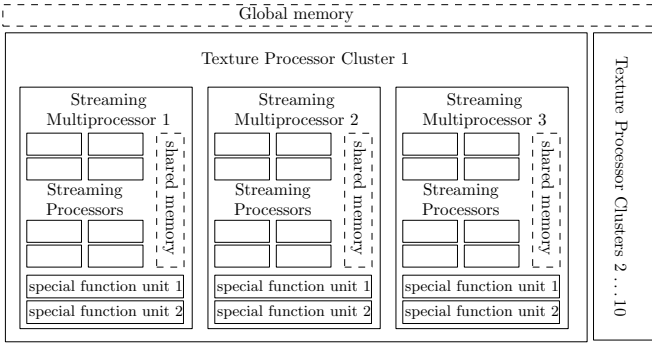 Global memory
Texture Processor Cluster 1
Streaming
Multiprocessor 1
shared memory
Streaming
Processors
special function unit 1
special function unit 2
Streaming
Multiprocessor 2
shared memory
Streaming
Processors
special function unit 1
special function unit 2
Streaming
Multiprocessor 3
shared memory
Streaming
Processors
special function unit 1
special function unit 2
Texture Processor Clusters 2 ... 10